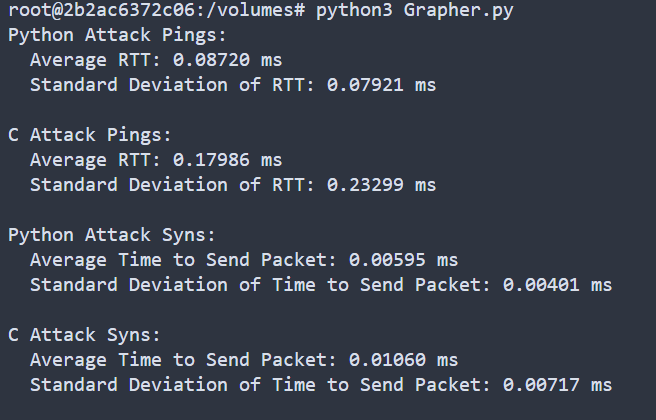 root@2b2ac6372c06:/volumes# python3 Grapher.py
Python Attack Pings:
Average RTT: 0.08720 ms
Standard Deviation of RTT: 0.07921 ms
C Attack Pings:
Average RTT: 0.17986 ms
Standard Deviation of RTT: 0.23299 ms
Python Attack Syns:
Average Time to Send Packet: 0.00595 ms
Standard Deviation of Time to Send Packet: 0.00401 ms
C Attack Syns:
Average Time to Send Packet: 0.01060 ms
Standard Deviation of Time to Send Packet: 0.00717 ms